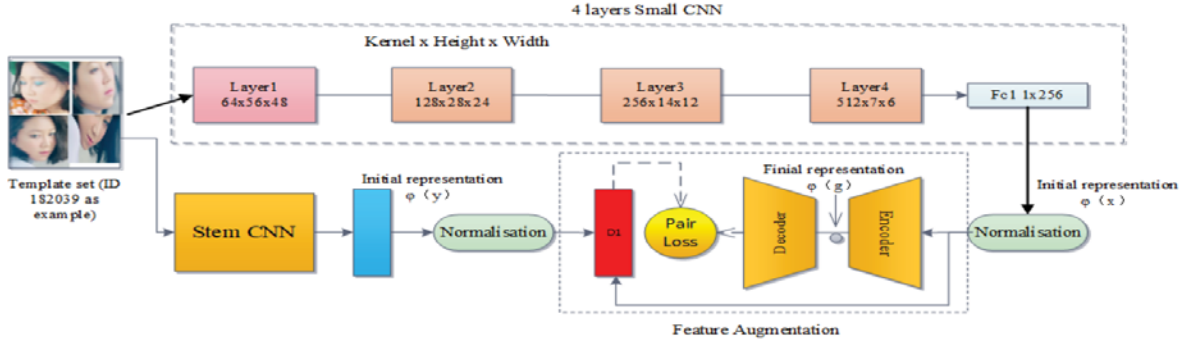 4 layers Small CNN
Kernel x Height x Width
Layer1
64x56x48
Layer2
128x28x24
Layer3
256x14x12
Layer4
512x7x6
Fc1 1x256
Template set (ID
182039 as
example)
Stem CNN
Initial representation
φ（y）
Normalisation
D1
Pair
Loss
Finial representation
φ（g）
Decoder
Encoder
Initial representation
φ（x）
Normalisation
Feature Augmentation